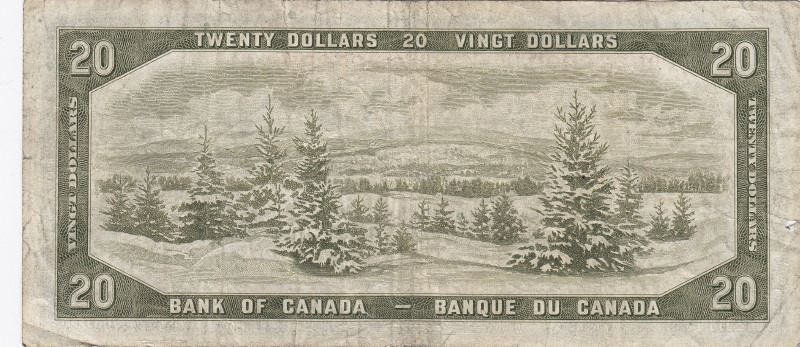 20 TWENTY DOLLARS 20 VINGT DOLLARS 20
VINGT DOLLARS
TWENTY DOLLARS
20 BANK OF CANADA — BANQUE DU CANADA 20